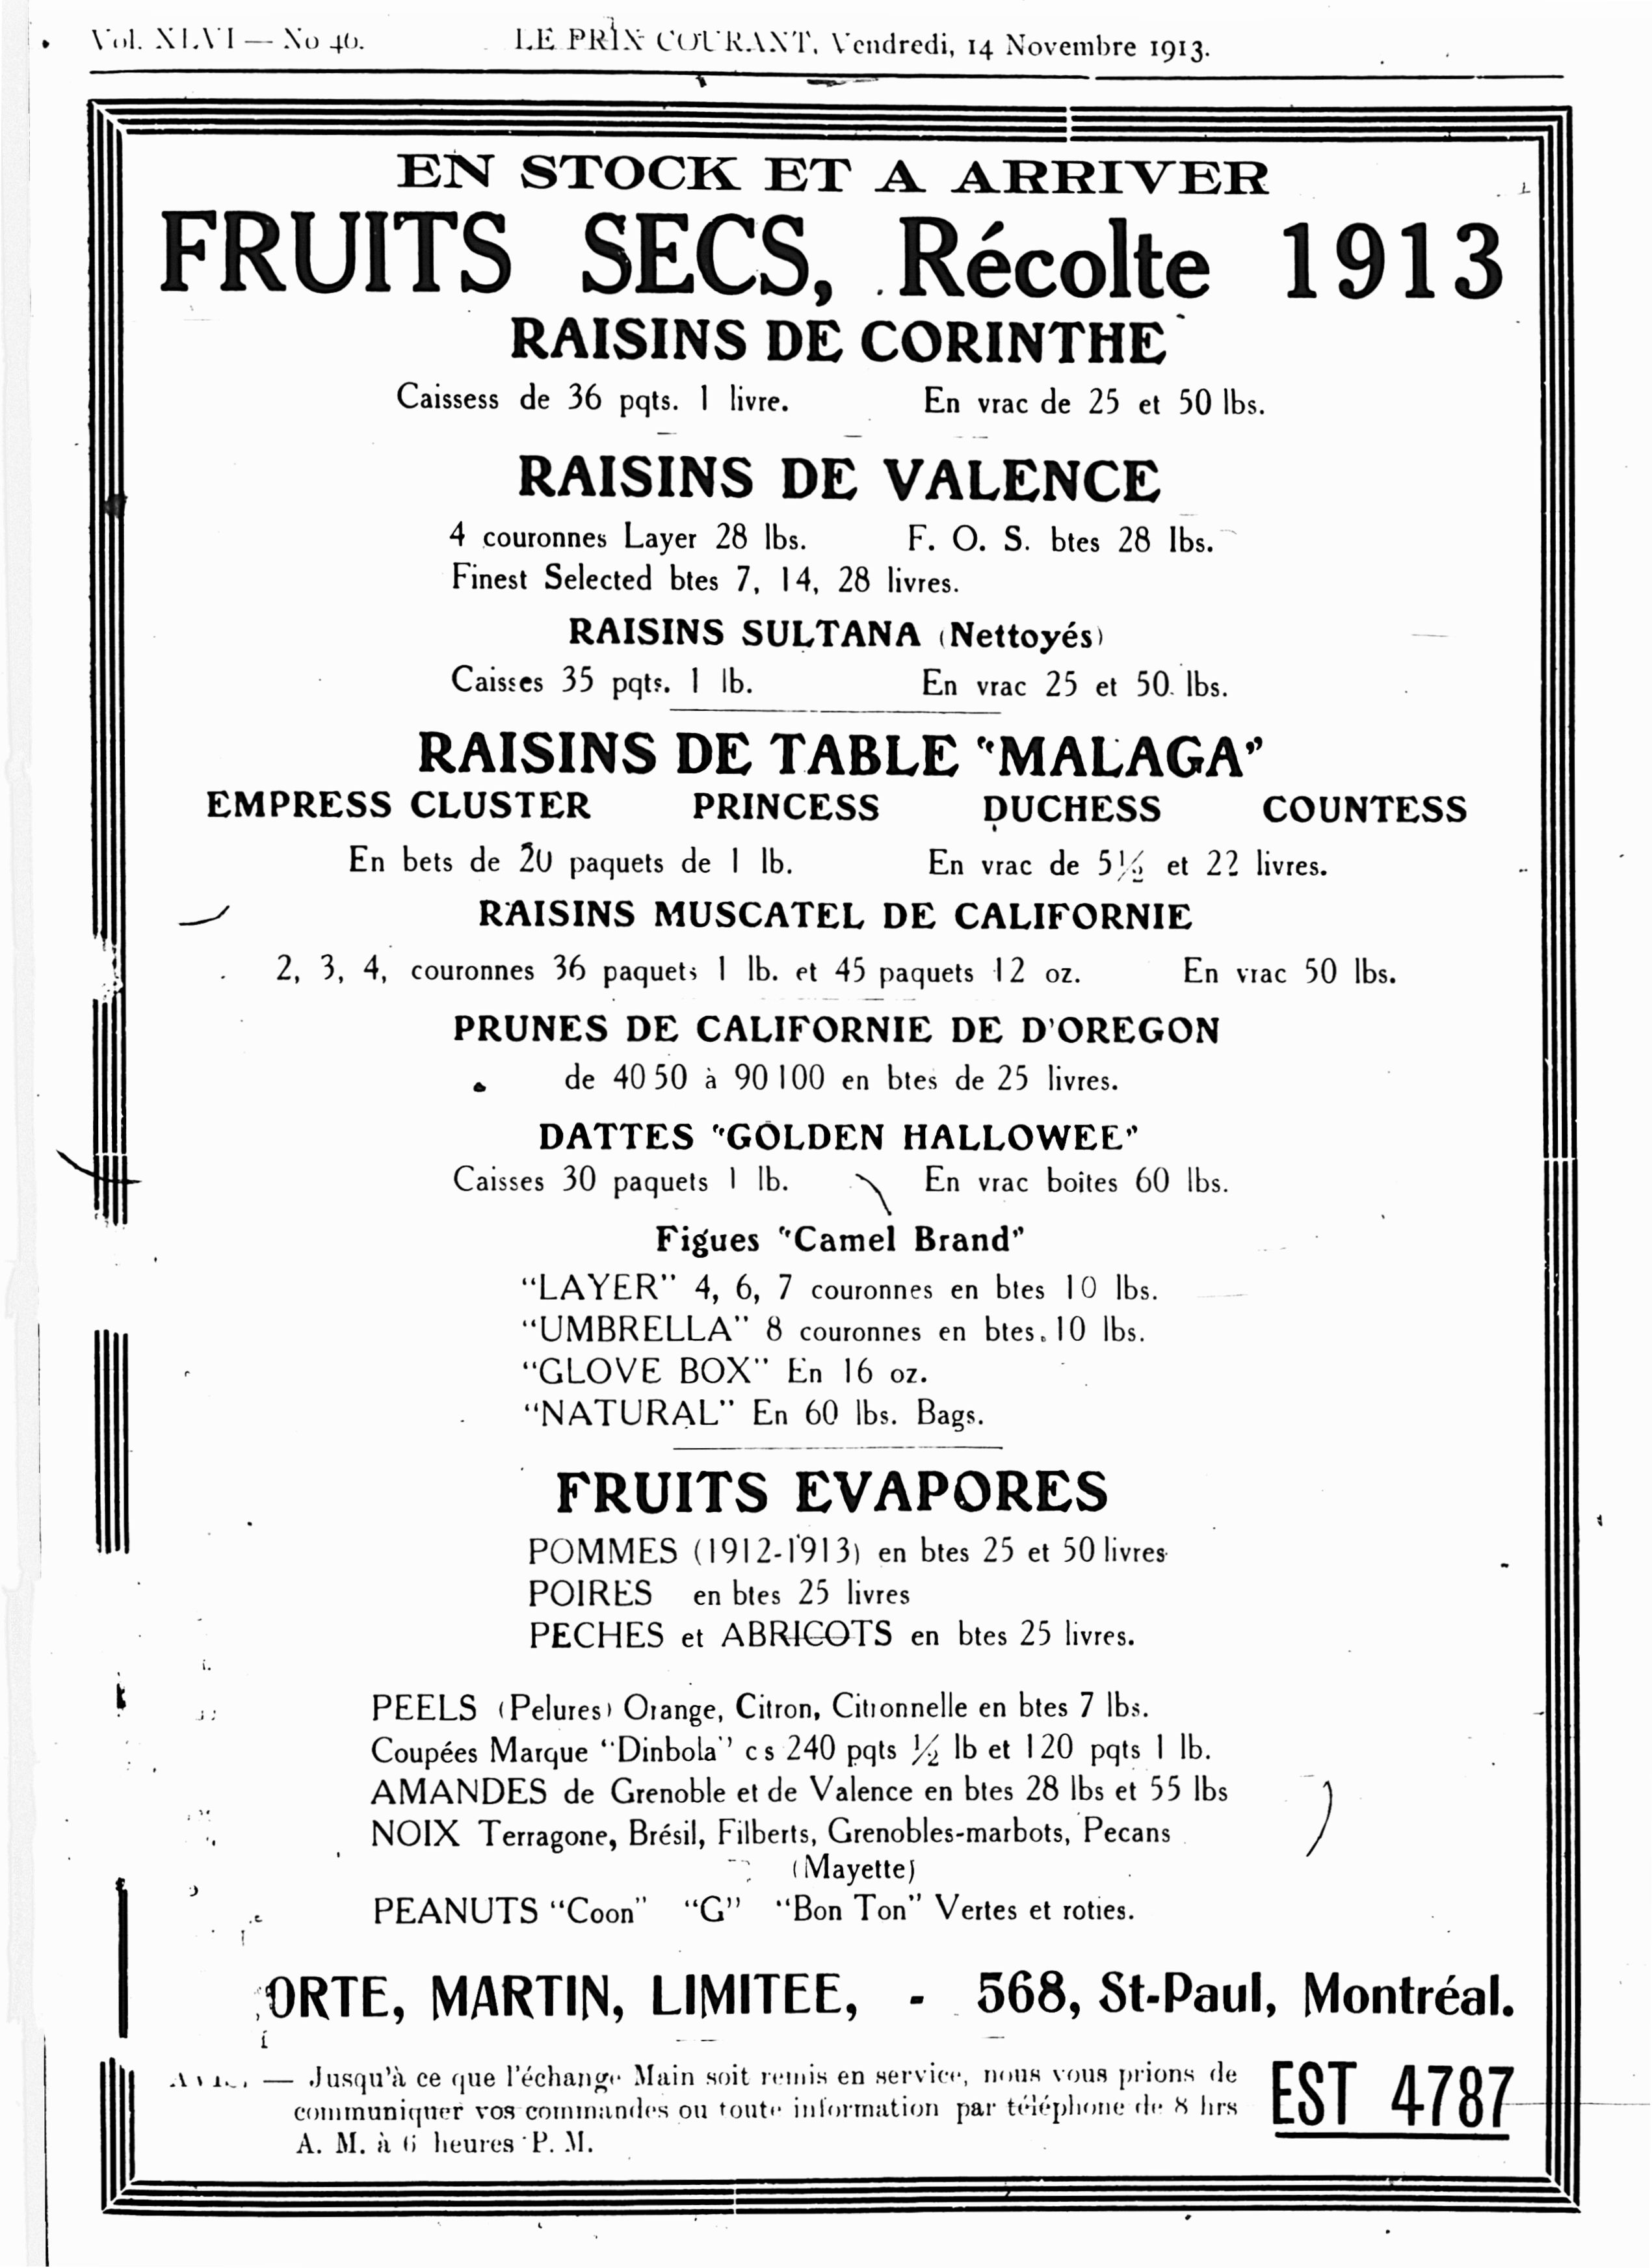 Vol. XLVI — No 46. LE PRIX COURANT, Vendredi, 14 Novembre 1913.
EN STOCK ET A ARRIVER
FRUITS SECS, Récolte 1913
RAISINS DE CORINTHE
Caissess de 36 pqts. 1 livre. En vrac de 25 et 50 lbs.
RAISINS DE VALENCE
4 couronnes Layer 28 lbs. F. O. S. btes 28 lbs.
Finest Selected btes 7, 14, 28 livres.
RAISINS SULTANA (Nettoyés)
Caisses 35 pqts. 1 lb. En vrac 25 et 50 lbs.
RAISINS DE TABLE "MALAGA"
EMPRESS CLUSTER PRINCESS DUCHESS COUNTESS
En bets de 20 paquets de 1 lb. En vrac de 5½ et 22 livres.
RAISINS MUSCATEL DE CALIFORNIE
2, 3, 4, couronnes 36 paquets 1 lb. et 45 paquets 12 oz. En vrac 50 lbs.
PRUNES DE CALIFORNIE DE D'OREGON
de 40 50 à 90 100 en btes de 25 livres.
DATTES "GOLDEN HALLOWEE"
Caisses 30 paquets 1 lb. En vrac boites 60 lbs.
Figues "Camel Brand"
"LAYER" 4, 6, 7 couronnes en btes 10 lbs.
"UMBRELLA" 8 couronnes en btes. 10 lbs.
"GLOVE BOX" En 16 oz.
"NATURAL" En 60 lbs. Bags.
FRUITS EVAPORES
POMMES (1912-1913) en btes 25 et 50 livres
POIRES en btes 25 livres
PECHES et ABRICOTS en btes 25 livres.
PEELS (Pelures) Orange, Citron, Citronnelle en btes 7 lbs.
Coupées Marque "Dinbola" c s 240 pqts ½ lb et 120 pqts 1 lb.
AMANDES de Grenoble et de Valence en btes 28 lbs et 55 lbs
NOIX Terragone, Brésil, Filberts, Grenobles-marbots, Pecans
(Mayette)
PEANUTS "Coon" "G" "Bon Ton" Vertes et roties.
ORTE, MARTIN, LIMITEE, - 568, St-Paul, Montréal.
— Jusqu'à ce que l'échange Main soit remis en service, nous vous prions de
communiquer vos commandes ou toute information par téléphone de 8 hrs
A. M. à 6 heures P. M.
EST 4787